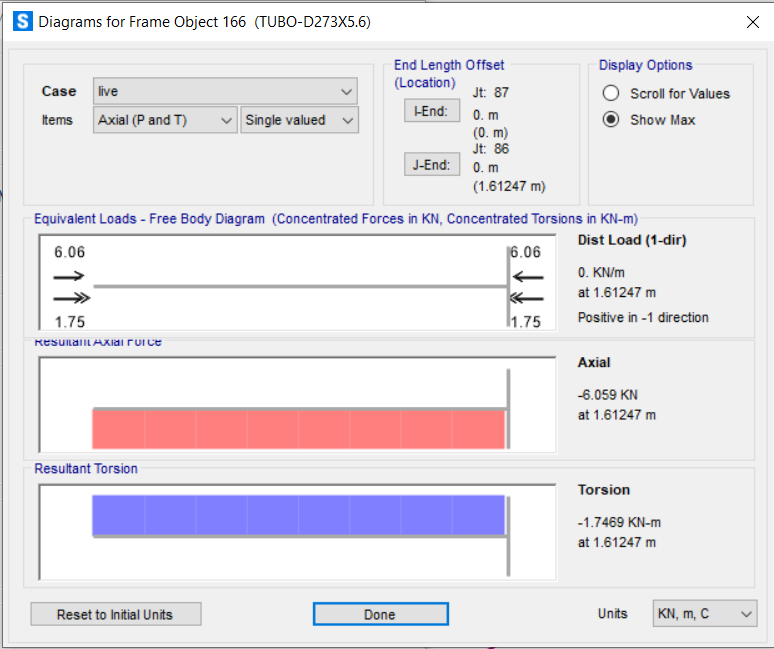 S Diagrams for Frame Object 166 (TUBO-D273X5.6)
Case live
Items Axial (P and T) Single valued
End Length Offset
(Location)
Jt: 87
I-End: 0. m
(0. m)
Jt: 86
J-End: 0. m
(1.61247 m)
Display Options
Scroll for Values
Show Max
Equivalent Loads - Free Body Diagram (Concentrated Forces in KN, Concentrated Torsions in KN-m)
6.06 6.06
1.75 1.75
Dist Load (1-dir)
0. KN/m
at 1.61247 m
Positive in -1 direction
Resultant Axial Force
Axial
-6.059 KN
at 1.61247 m
Resultant Torsion
Torsion
-1.7469 KN-m
at 1.61247 m
Reset to Initial Units Done Units KN, m, C